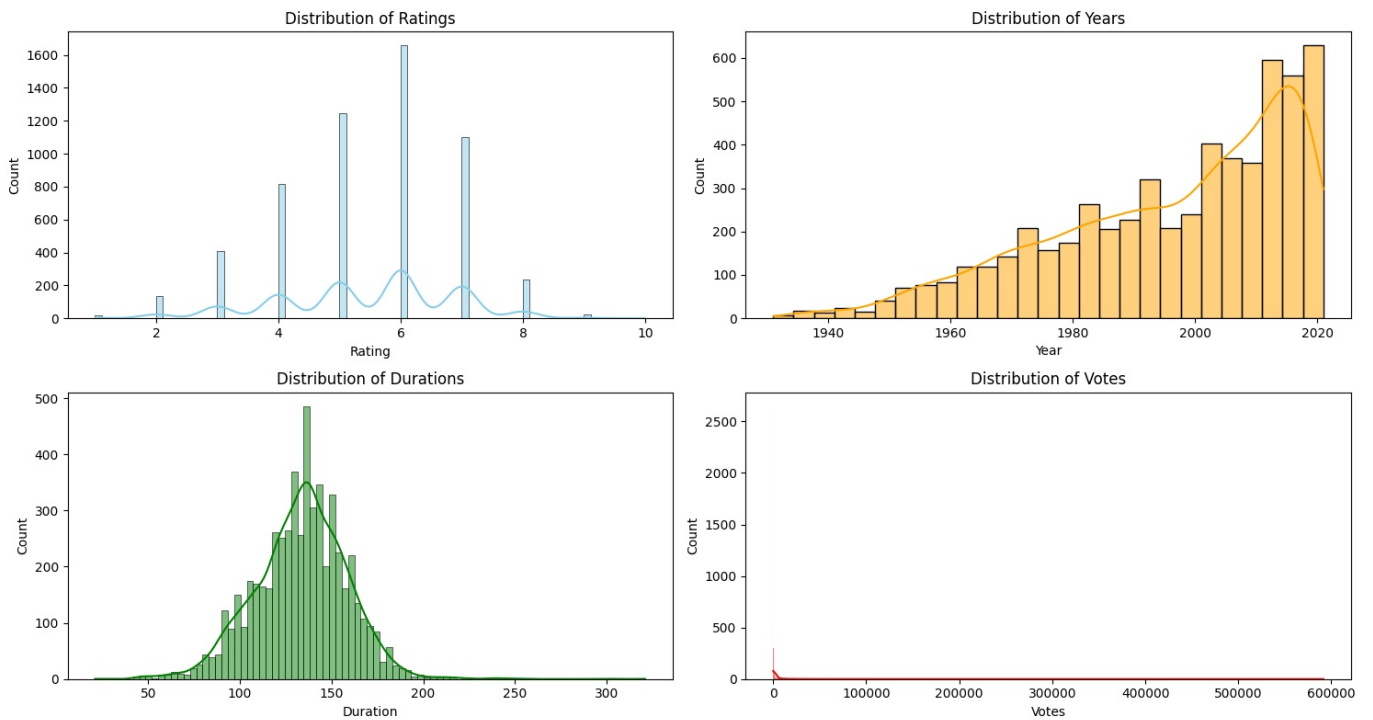 Distribution of Ratings
Count
1600
1400
1200
1000
800
600
400
200
0
2 4 6 8 10
Rating
Distribution of Years
Count
600
500
400
300
200
100
0
1940 1960 1980 2000 2020
Year
Distribution of Durations
Count
500
400
300
200
100
0
50 100 150 200 250 300
Duration
Distribution of Votes
Count
2500
2000
1500
1000
500
0
0 100000 200000 300000 400000 500000 600000
Votes